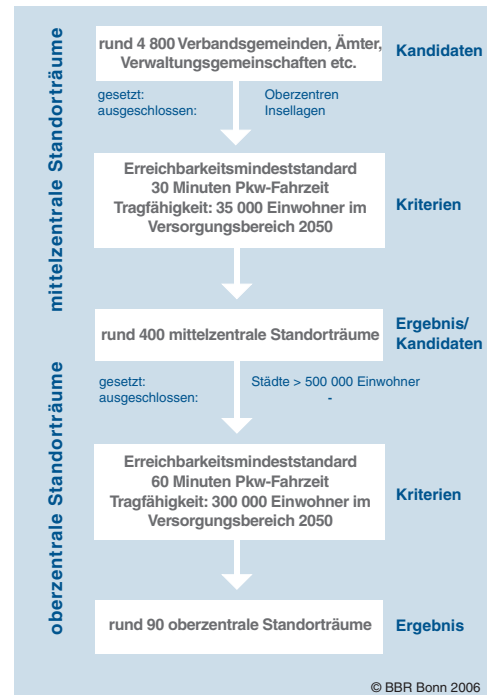 mittelzentrale Standorträume
rund 4 800 Verbandsgemeinden, Ämter,
Verwaltungsgemeinschaften etc.
Kandidaten
gesetzt: Oberzentren
ausgeschlossen: Insellagen
Erreichbarkeitsmindeststandard
30 Minuten Pkw-Fahrzeit
Tragfähigkeit: 35 000 Einwohner im
Versorgungsbereich 2050
Kriterien
rund 400 mittelzentrale Standorträume
Ergebnis/
Kandidaten
oberzentrale Standorträume
gesetzt: Städte > 500 000 Einwohner
ausgeschlossen: -
Erreichbarkeitsmindeststandard
60 Minuten Pkw-Fahrzeit
Tragfähigkeit: 300 000 Einwohner im
Versorgungsbereich 2050
Kriterien
rund 90 oberzentrale Standorträume
Ergebnis
© BBR Bonn 2006